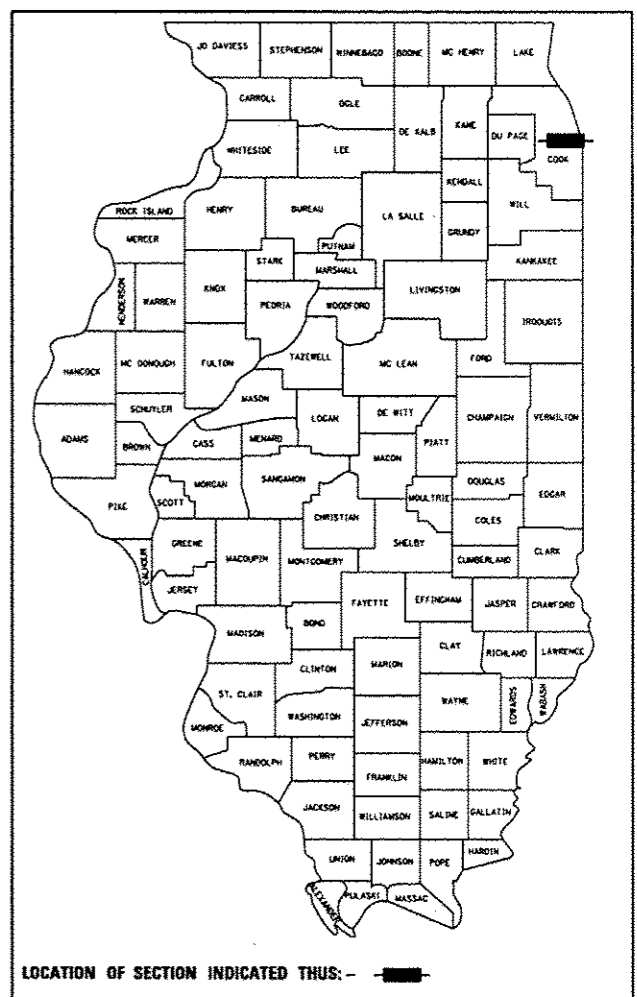 JO DAVIESS STEPHENSON WINNEBAGO BOONE MC HENRY LAKE
CARROLL OGLE DE KALB KANE DU PAGE COOK
WHITESIDE LEE
KENDALL WILL
ROCK ISLAND HENRY BUREAU LA SALLE GRUNDY
MERCER PUTNAM KANKAKEE
STARK MARSHALL LIVINGSTON
HENDERSON WARREN KNOX PEORIA WOODFORD IROQUOIS
HANCOCK MC DONOUGH FULTON TAZEWELL MC LEAN FORD
MASON
SCHUYLER LOGAN DE WITT CHAMPAIGN VERMILION
ADAMS BROWN CASS MENARD PIATT
MACON
PIKE SCOTT MORGAN SANGAMON MOULTRIE DOUGLAS EDGAR
CHRISTIAN COLES
GREENE MACOUPIN MONTGOMERY SHELBY CUMBERLAND CLARK
CALHOUN JERSEY
FAYETTE EFFINGHAM JASPER CRAWFORD
MADISON BOND
CLAY RICHLAND LAWRENCE
CLINTON MARION
ST. CLAIR WAYNE EDWARDS WABASH
MONROE WASHINGTON JEFFERSON
RANDOLPH PERRY HAMILTON WHITE
FRANKLIN
JACKSON WILLIAMSON SALINE GALLATIN
UNION JOHNSON POPE HARDIN
ALEXANDER PULASKI MASSAC
LOCATION OF SECTION INDICATED THUS: -